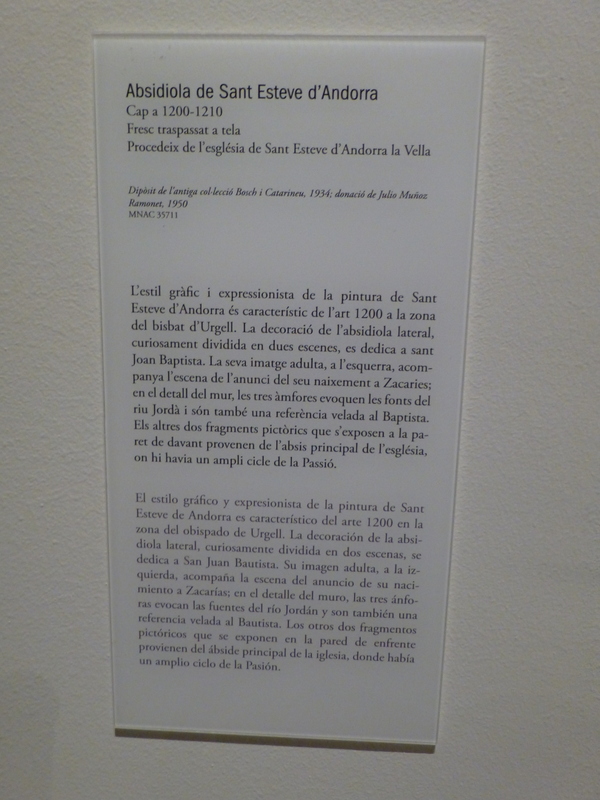 Absidiola de Sant Esteve d'Andorra
Cap a 1200-1210
Fresc traspassat a tela
Procedeix de l'església de Sant Esteve d'Andorra la Vella
Dipòsit de l'antiga col·lecció Bosch i Catarineu, 1934; donació de Julio Muñoz
Ramonet, 1950
MNAC 35711
L'estil gràfic i expressionista de la pintura de Sant
Esteve d'Andorra és característic de l'art 1200 a la zona
del bisbat d'Urgell. La decoració de l'absidiola lateral,
curiosament dividida en dues escenes, es dedica a sant
Joan Baptista. La seva imatge adulta, a l'esquerra, acom-
panya l'escena de l'anunci del seu naixement a Zacaries;
en el detall del mur, les tres àmfores evoquen les fonts del
riu Jordà i són també una referència velada al Baptista.
Els altres dos fragments pictòrics que s'exposen a la pa-
ret de davant provenen de l'absis principal de l'església,
on hi havia un ampli cicle de la Passió.
El estilo gráfico y expresionista de la pintura de Sant
Esteve de Andorra es característico del arte 1200 en la
zona del obispado de Urgell. La decoración de la absi-
diola lateral, curiosamente dividida en dos escenas, se
dedica a San Juan Bautista. Su imagen adulta, a la iz-
quierda, acompaña la escena del anuncio de su naci-
miento a Zacarías; en el detalle del muro, las tres ánfo-
ras evocan las fuentes del río Jordán y son también una
referencia velada al Bautista. Los otros dos fragmentos
pictóricos que se exponen en la pared de enfrente
provienen del ábside principal de la iglesia, donde había
un amplio ciclo de la Pasión.